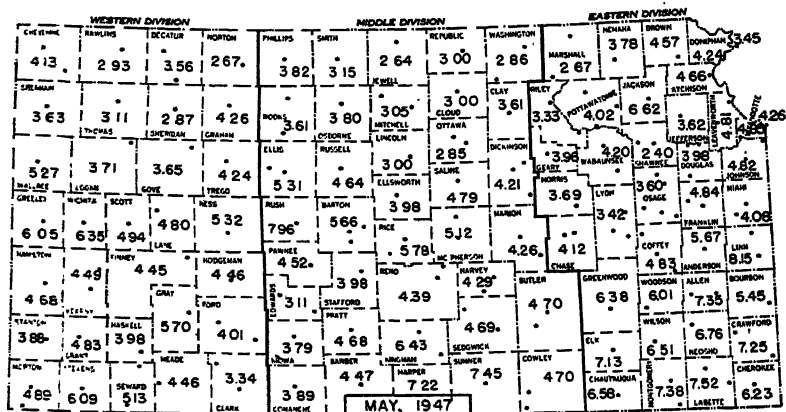 WESTERN DIVISION MIDDLE DIVISION EASTERN DIVISION
CHEYENNE RAWLINS DECATUR NORTON PHILLIPS SMITH REPUBLIC WASHINGTON NEMAHA BROWN DONIPHAN 3.45
4.13 2.93 3.56 2.67 3.82 3.15 2.64 3.00 2.86 MARSHALL 2.67 3.78 4.57 4.24
JEWELL
SHERMAN ROOKS CLAY RILEY POTTAWATOMIE JACKSON 4.66 ATCHISON
3.63 3.11 2.87 4.26 3.61 3.80 3.05 3.00 3.61 3.33 4.02 6.62 3.62 LEAVENWORTH 4.81 4.26
THOMAS SHERIDAN GRAHAM OSBORNE MITCHELL CLOUD JEFFERSON
ELLIS RUSSELL LINCOLN OTTAWA DICKINSON
5.27 3.71 3.65 4.24 5.31 4.64 3.00 2.85 4.21 3.96 4.20 2.40 3.98 4.82
WALLACE LOGAN GOVE TREGO ELLSWORTH SALINE GEARY WABAUNSEE SHAWNEE DOUGLAS JOHNSON
3.98 4.79 MORRIS 3.69 LYON 3.42 3.60 OSAGE 4.84 MIAMI 4.08
GREELEY WICHITA SCOTT NESS RUSH BARTON RICE MARION FRANKLIN
6.05 6.35 4.94 4.80 5.32 7.96 5.66 5.78 5.12 4.26 4.12 5.67 LINN 8.15
LANE MC PHERSON CHASE COFFEY 4.83 ANDERSON
HAMILTON FINNEY HODGEMAN PAWNEE RENO HARVEY BUTLER GREENWOOD WOODSON ALLEN BOURBON
4.68 4.49 4.45 4.46 4.52 3.98 4.39 4.29 4.70 6.38 6.01 7.35 5.45
KEARNY GRAY FORD EDWARDS 3.11 STAFFORD
STANTON HASKELL 5.70 4.01 PRATT 4.69 ELK WILSON CRAWFORD
3.88 4.83 3.98 3.79 4.68 6.43 SEDGWICK 7.13 6.51 6.76 7.25
GRANT MEADE KIOWA KINGMAN NEOSHO
MORTON STEVENS BARBER HARPER SUMNER COWLEY CHAUTAUQUA MONTGOMERY CHEROKEE
4.89 6.09 SEWARD 5.13 4.46 3.34 3.89 4.47 7.22 7.45 4.70 6.58 7.38 7.52 6.23
CLARK COMANCHE LABETTE
MAY, 1947